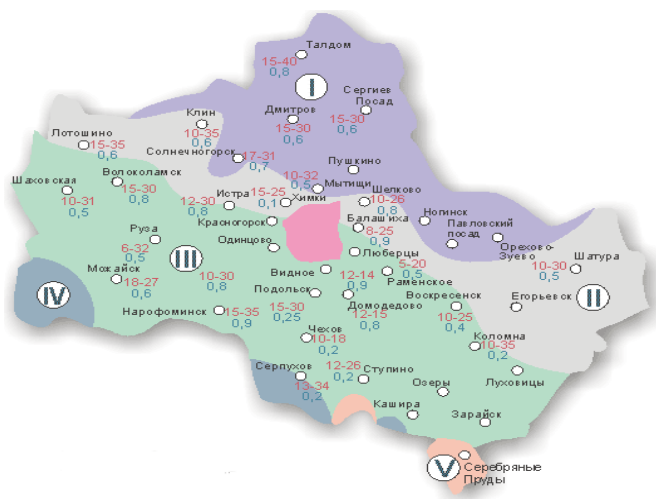 Талдом
15-40
0,8
I
Сергиев
Посад
15-30
0,6
Дмитров
15-30
0,6
Клин
10-35
0,6
Лотошино
15-35
0,6
Солнечногорск
17-31
0,7
Пушкино
10-32
0,5
Мытищи
Шаховская
10-31
0,5
Волоколамск
15-30
0,8
12-30
0,8
Истра
15-25
0,1
Химки
Щелково
10-26
0,8
Красногорск
Балашиха
8-25
0,9
Ногинск
Павловский
посад
Орехово-
Зуево
Шатура
10-30
0,5
Руза
6-32
0,5
III
Одинцово
Люберцы
5-20
0,5
Раменское
IV
Можайск
18-27
0,6
10-30
0,8
Видное
12-14
0,9
Подольск
Домодедово
12-15
0,8
Воскресенск
10-25
0,4
Егорьевск
II
Нарофоминск
15-35
0,9
15-30
0,25
Чехов
10-18
0,2
Коломна
10-35
0,2
Серпухов
13-34
0,2
12-26
0,2
Ступино
Луховицы
Озеры
Кашира
Зарайск
V
Серебряные
Пруды